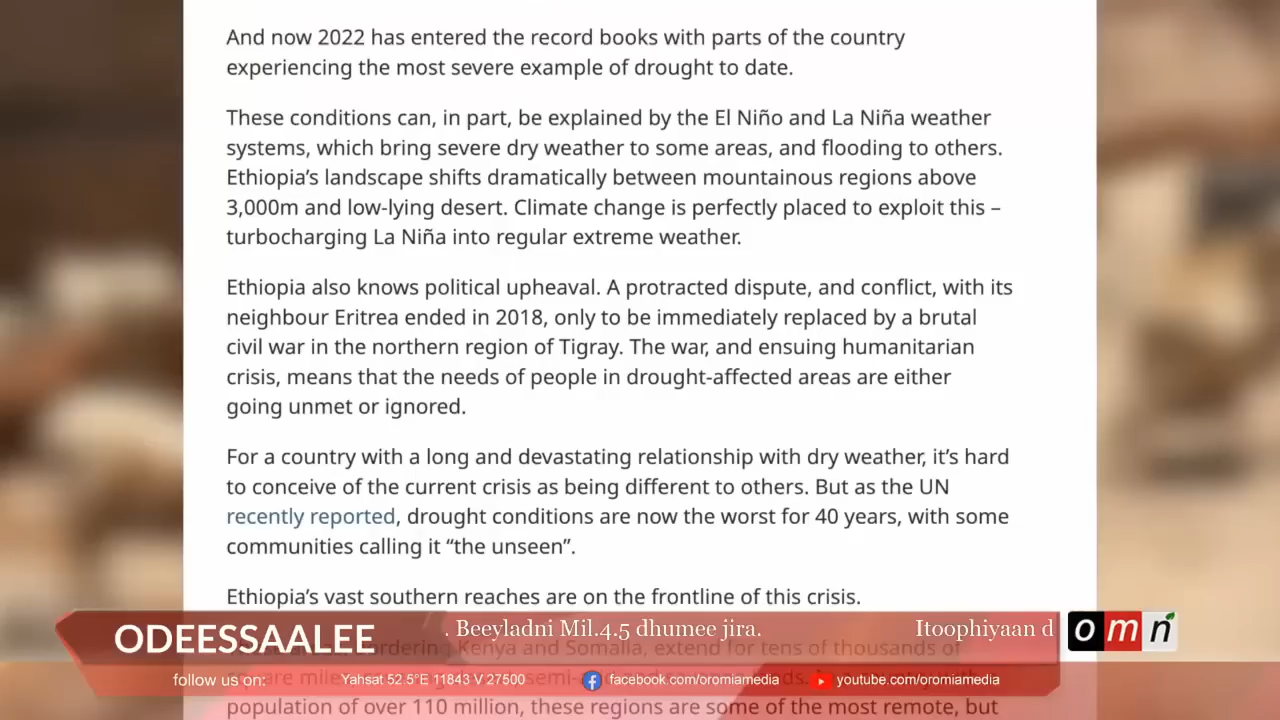 And now 2022 has entered the record books with parts of the country
experiencing the most severe example of drought to date.
These conditions can, in part, be explained by the El Niño and La Niña weather
systems, which bring severe dry weather to some areas, and flooding to others.
Ethiopia’s landscape shifts dramatically between mountainous regions above
3,000m and low-lying desert. Climate change is perfectly placed to exploit this –
turbocharging La Niña into regular extreme weather.
Ethiopia also knows political upheaval. A protracted dispute, and conflict, with its
neighbour Eritrea ended in 2018, only to be immediately replaced by a brutal
civil war in the northern region of Tigray. The war, and ensuing humanitarian
crisis, means that the needs of people in drought-affected areas are either
going unmet or ignored.
For a country with a long and devastating relationship with dry weather, it’s hard
to conceive of the current crisis as being different to others. But as the UN
recently reported, drought conditions are now the worst for 40 years, with some
communities calling it “the unseen”.
Ethiopia’s vast southern reaches are on the frontline of this crisis.
ODEESSAALEE
. Beeyladni Mil.4.5 dhumee jira. Itoophiyaan d
omn
Kenya and Somalia, extend for tens of thousands of
follow us on: Yahsat 52.5°E 11843 V 27500 facebook.com/oromiamedia youtube.com/oromiamedia
population of over 110 million, these regions are some of the most remote, but